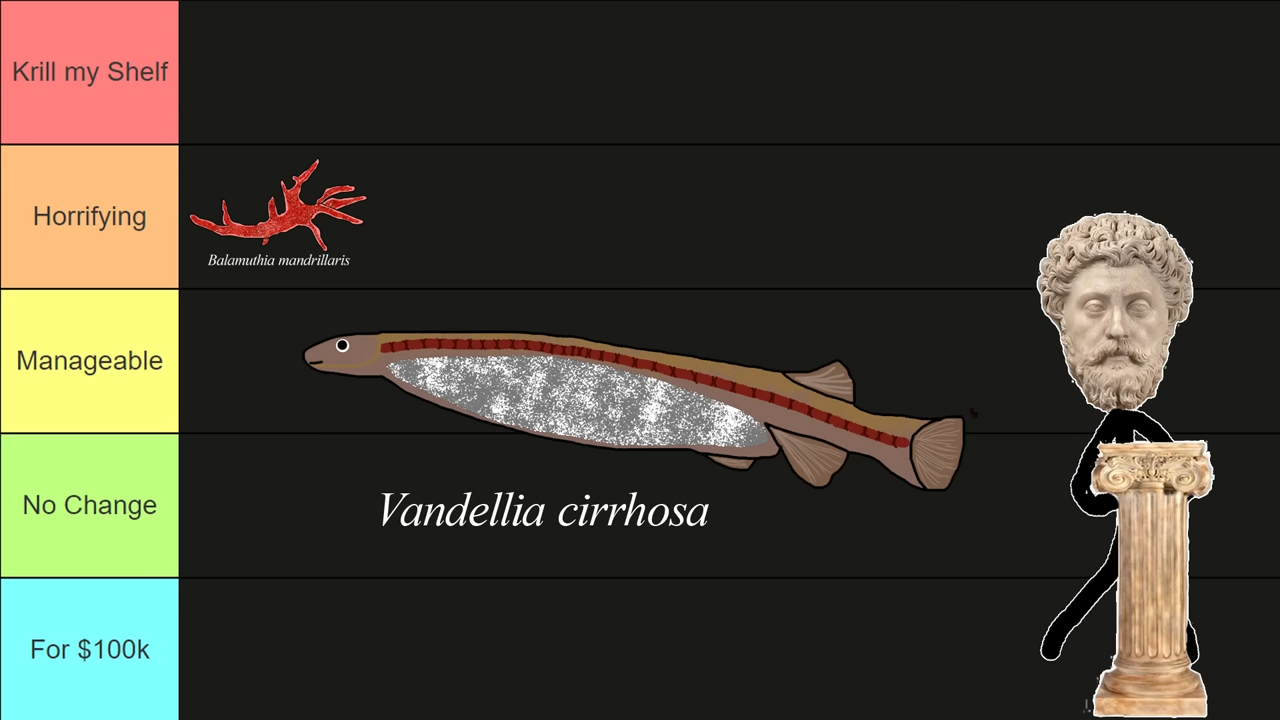 Krill my Shelf
Horrifying
Balamuthia mandrillaris
Manageable
No Change
Vandellia cirrhosa
For $100k